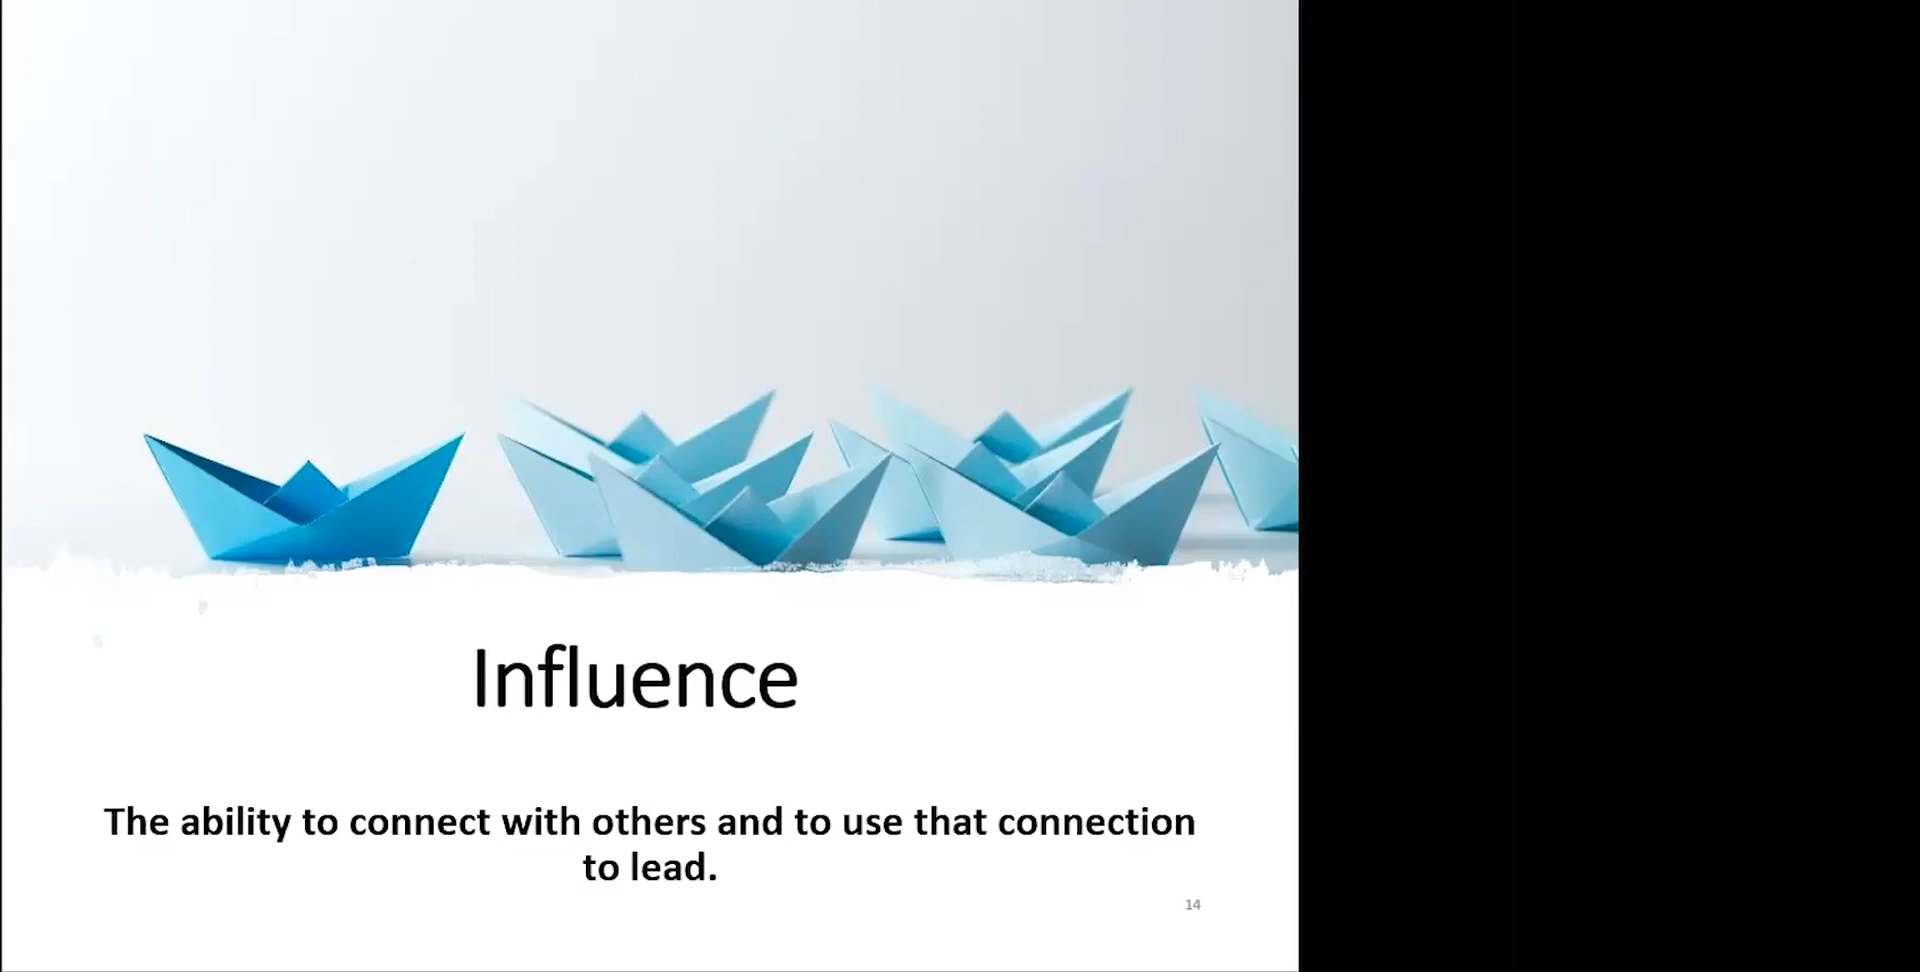 Influence
The ability to connect with others and to use that connection
to lead.
14